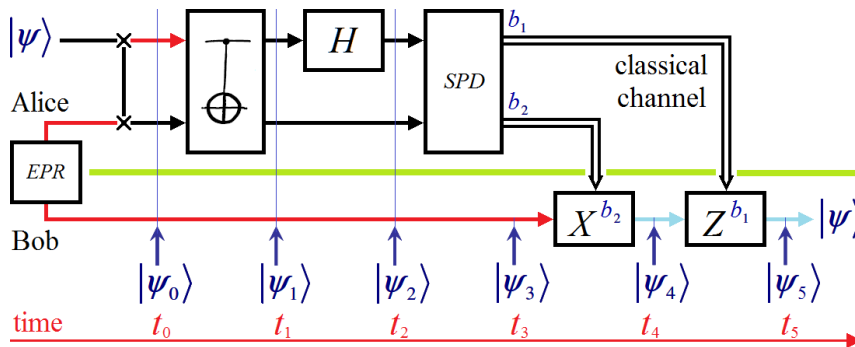 |ψ⟩
H
SPD
b₁
b₂
classical
channel
Alice
EPR
Bob
X^b₂
Z^b₁
|ψ⟩
|ψ₀⟩
|ψ₁⟩
|ψ₂⟩
|ψ₃⟩
|ψ₄⟩
|ψ₅⟩
time
t₀
t₁
t₂
t₃
t₄
t₅